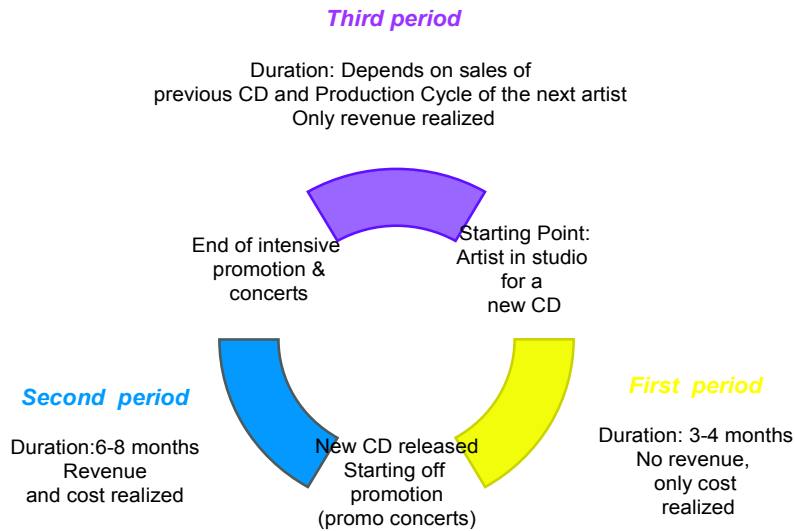 Third period
Duration: Depends on sales of
previous CD and Production Cycle of the next artist
Only revenue realized
Starting Point:
Artist in studio
for a
new CD
End of intensive
promotion &
concerts
First period
Duration: 3-4 months
No revenue,
only cost
realized
New CD released
Starting off
promotion
(promo concerts)
Second period
Duration:6-8 months
Revenue
and cost realized